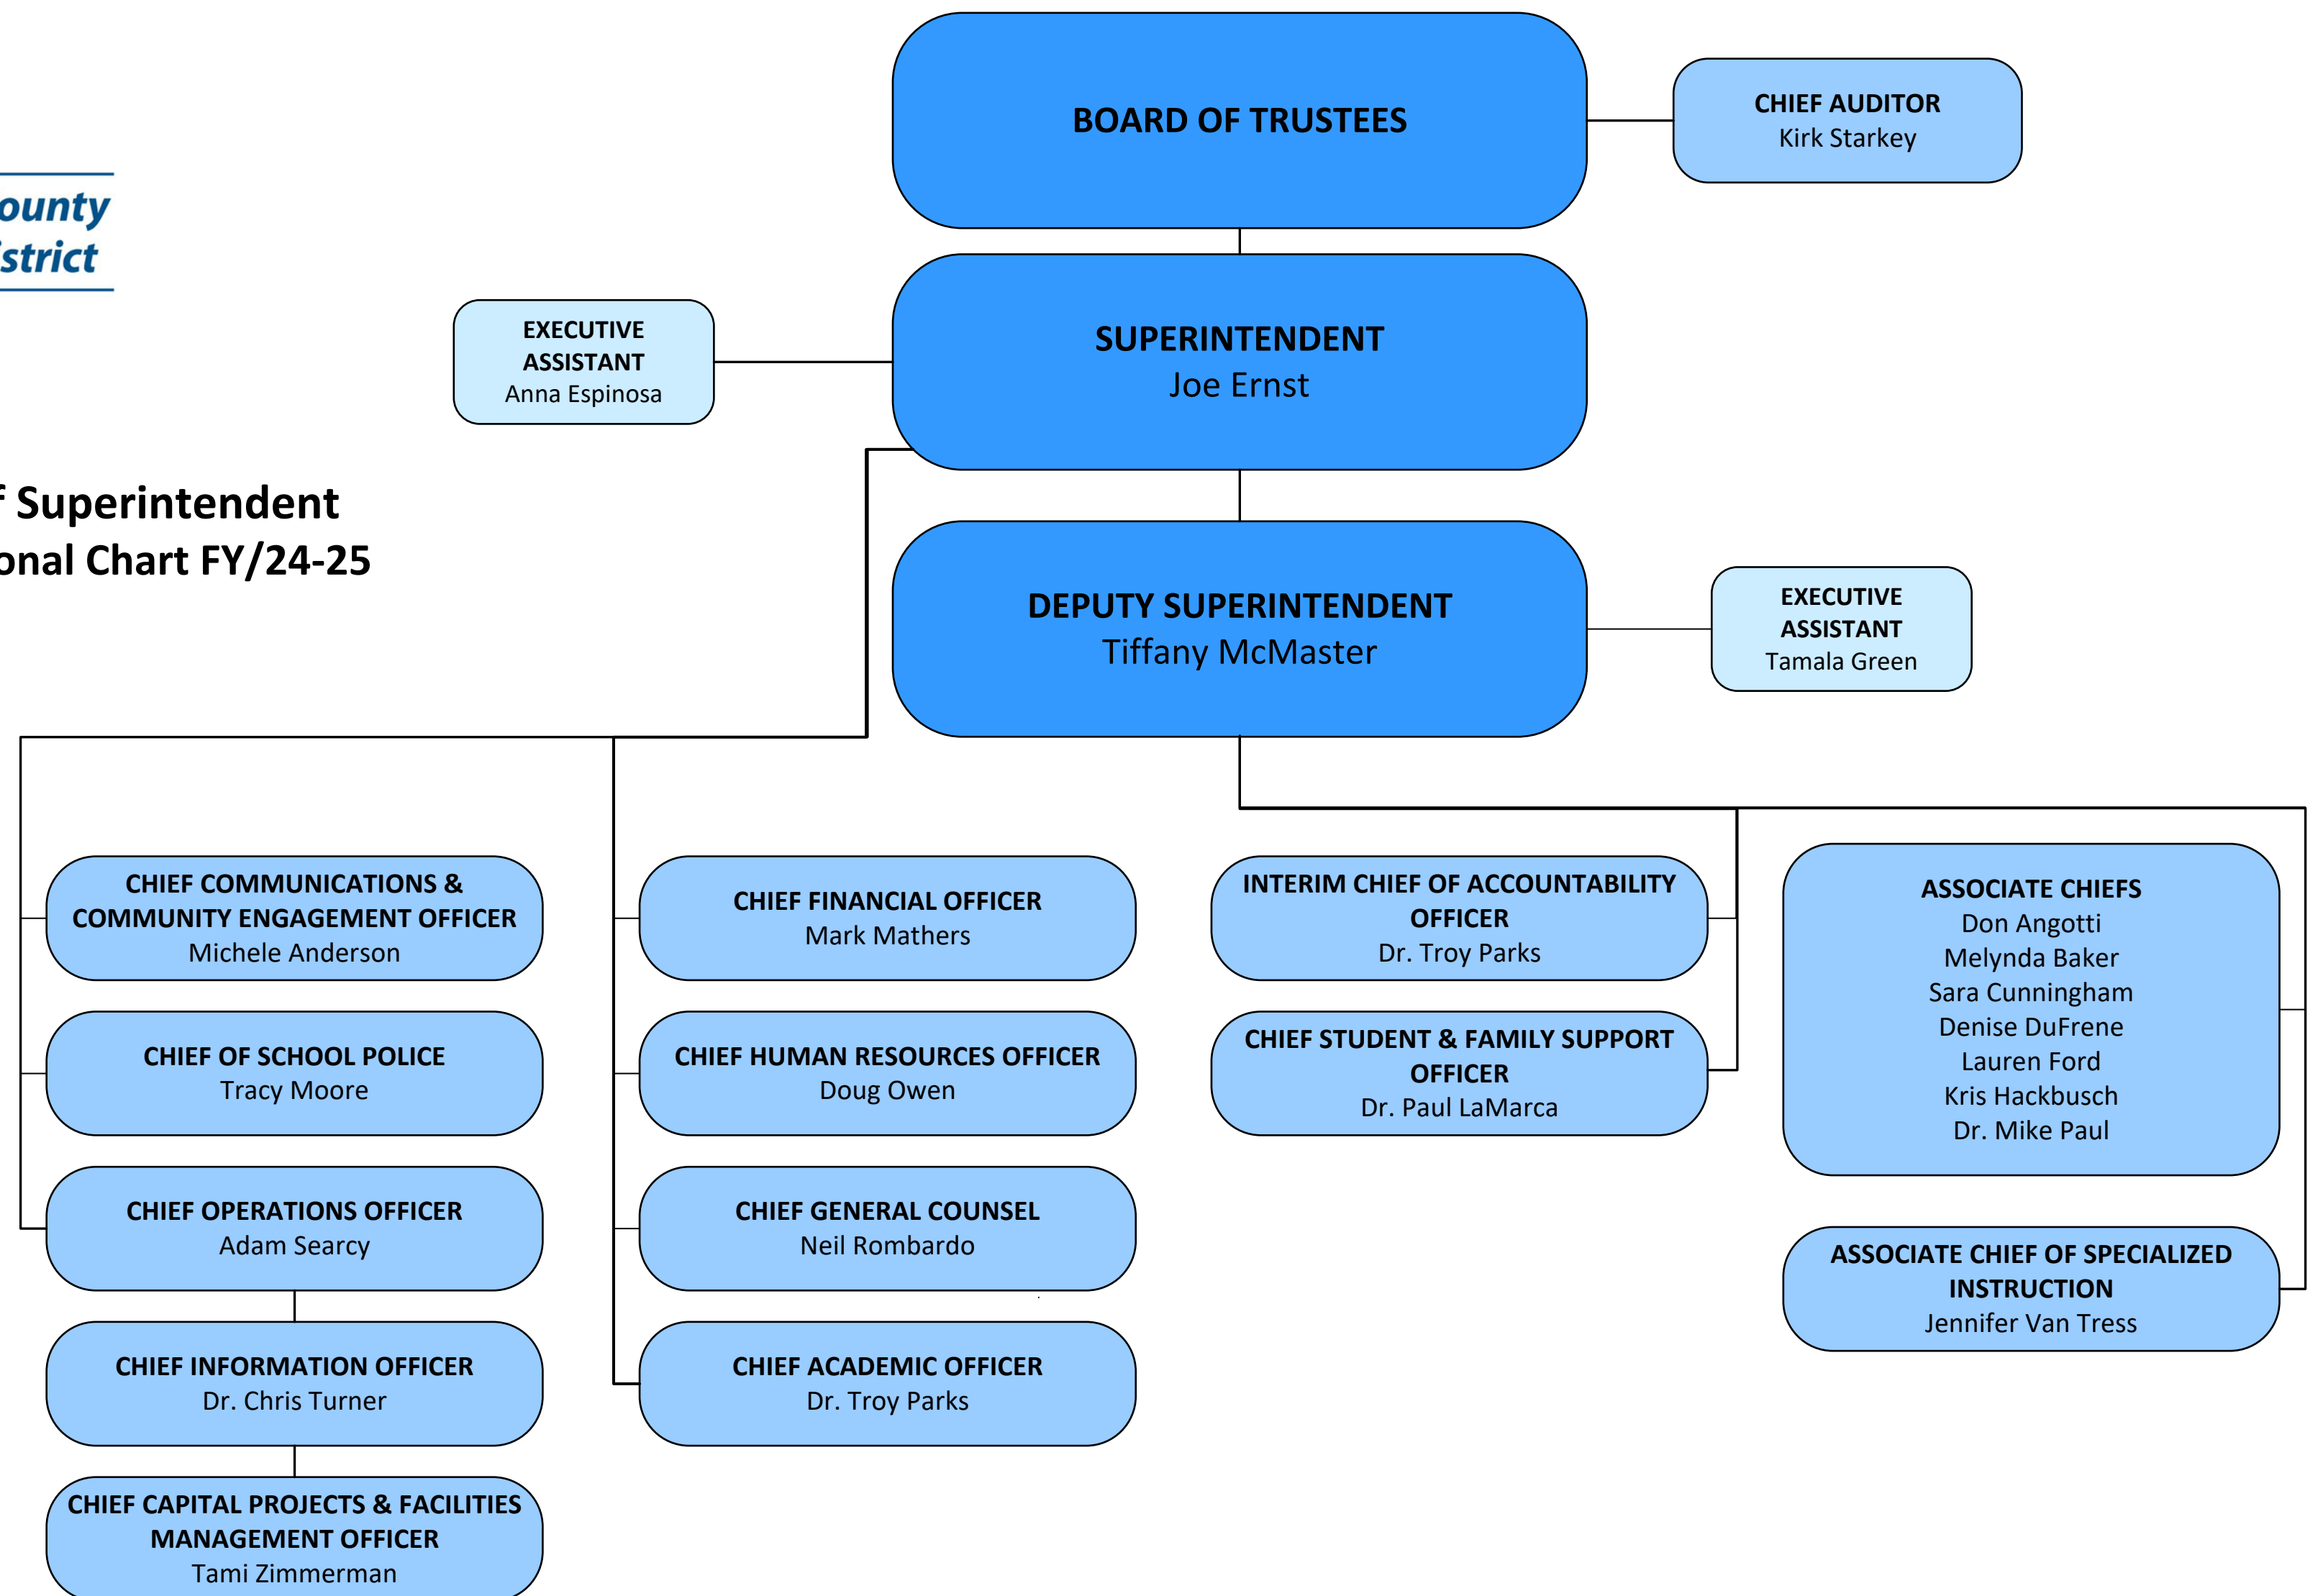 BOARD OF TRUSTEES
CHIEF AUDITOR
Kirk Starkey
ounty
istrict
SUPERINTENDENT
Joe Ernst
EXECUTIVE
ASSISTANT
Anna Espinosa
f Superintendent
onal Chart FY/24-25
DEPUTY SUPERINTENDENT
Tiffany McMaster
EXECUTIVE
ASSISTANT
Tamala Green
CHIEF COMMUNICATIONS &
COMMUNITY ENGAGEMENT OFFICER
Michele Anderson
CHIEF OF SCHOOL POLICE
Tracy Moore
CHIEF OPERATIONS OFFICER
Adam Searcy
CHIEF INFORMATION OFFICER
Dr. Chris Turner
CHIEF CAPITAL PROJECTS & FACILITIES
MANAGEMENT OFFICER
Tami Zimmerman
CHIEF FINANCIAL OFFICER
Mark Mathers
CHIEF HUMAN RESOURCES OFFICER
Doug Owen
CHIEF GENERAL COUNSEL
Neil Rombardo
CHIEF ACADEMIC OFFICER
Dr. Troy Parks
INTERIM CHIEF OF ACCOUNTABILITY
OFFICER
Dr. Troy Parks
CHIEF STUDENT & FAMILY SUPPORT
OFFICER
Dr. Paul LaMarca
ASSOCIATE CHIEFS
Don Angotti
Melynda Baker
Sara Cunningham
Denise DuFrene
Lauren Ford
Kris Hackbusch
Dr. Mike Paul
ASSOCIATE CHIEF OF SPECIALIZED
INSTRUCTION
Jennifer Van Tress